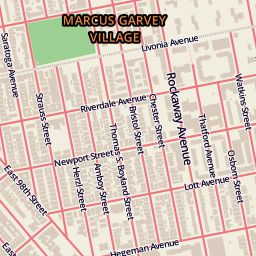 MARCUS GARVEY
VILLAGE
Livonia Avenue
Saratoga Avenue
Rockaway Avenue
Watkins Street
Strauss Street
Riverdale Avenue
Bristol Street
Chester Street
Thatford Avenue
Osborn Street
Newport Street
Thomas S. Boyland Street
East 98th Street
Herzl Street
Amboy Street
Lott Avenue
Hegeman Avenue
East